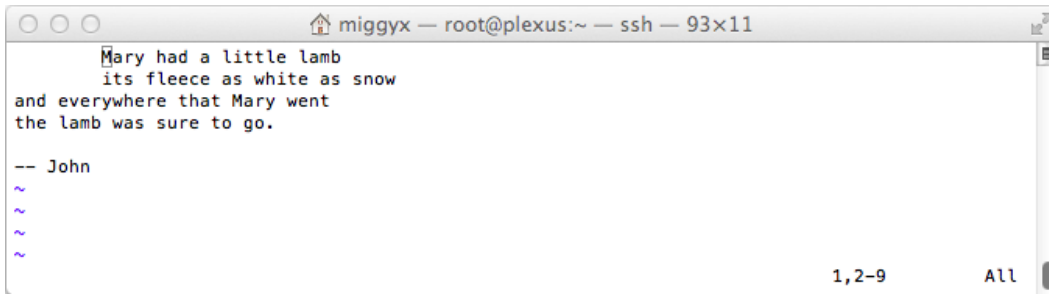 miggyx — root@plexus:~ — ssh — 93×11
Mary had a little lamb
its fleece as white as snow
and everywhere that Mary went
the lamb was sure to go.
-- John
~
~
~
~
1,2-9 All